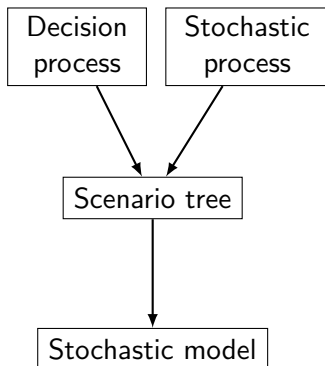 Decision
process
Stochastic
process
Scenario tree
Stochastic model